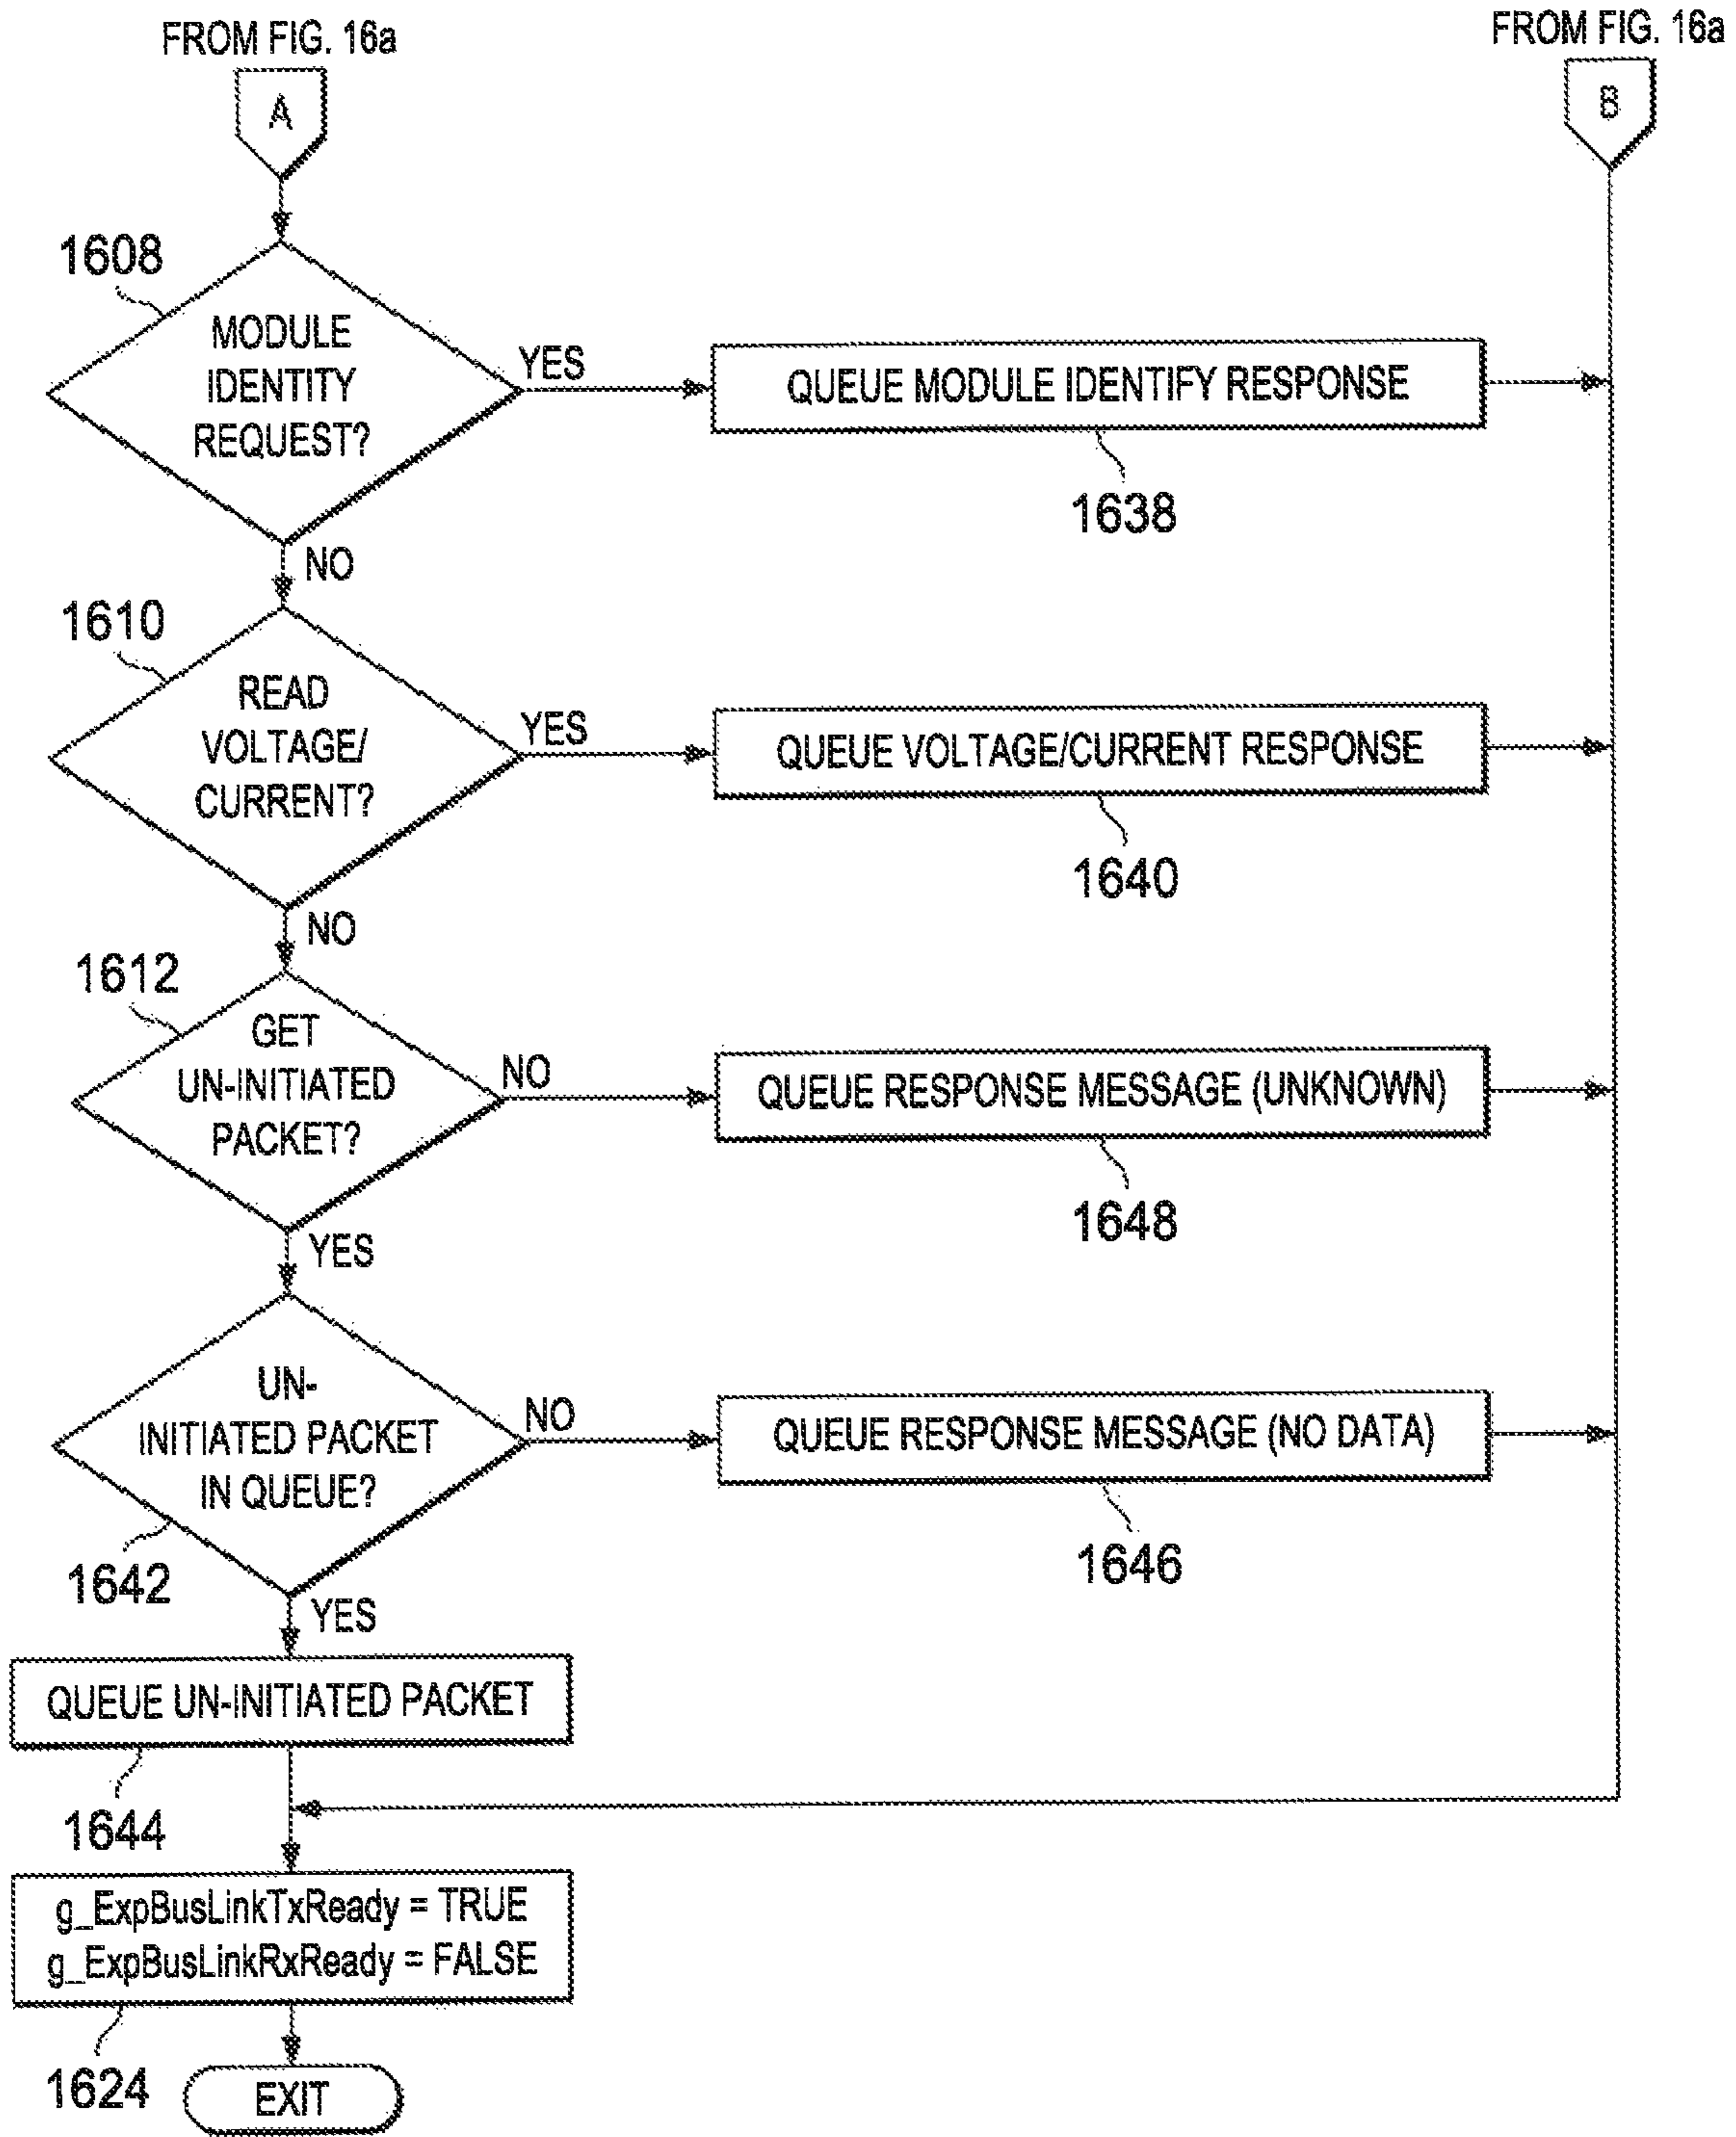 FROM FIG. 16a
FROM FIG. 16a
A
B
1608
MODULE
IDENTITY
REQUEST?
YES
QUEUE MODULE IDENTIFY RESPONSE
1638
NO
1610
READ
VOLTAGE/
CURRENT?
YES
QUEUE VOLTAGE/CURRENT RESPONSE
1640
NO
1612
GET
UN-INITIATED
PACKET?
NO
QUEUE RESPONSE MESSAGE (UNKNOWN)
1648
YES
UN-
INITIATED PACKET
IN QUEUE?
NO
QUEUE RESPONSE MESSAGE (NO DATA)
1646
1642
YES
QUEUE UN-INITIATED PACKET
1644
g_ExpBusLinkTxReady = TRUE
g_ExpBusLinkRxReady = FALSE
1624
EXIT